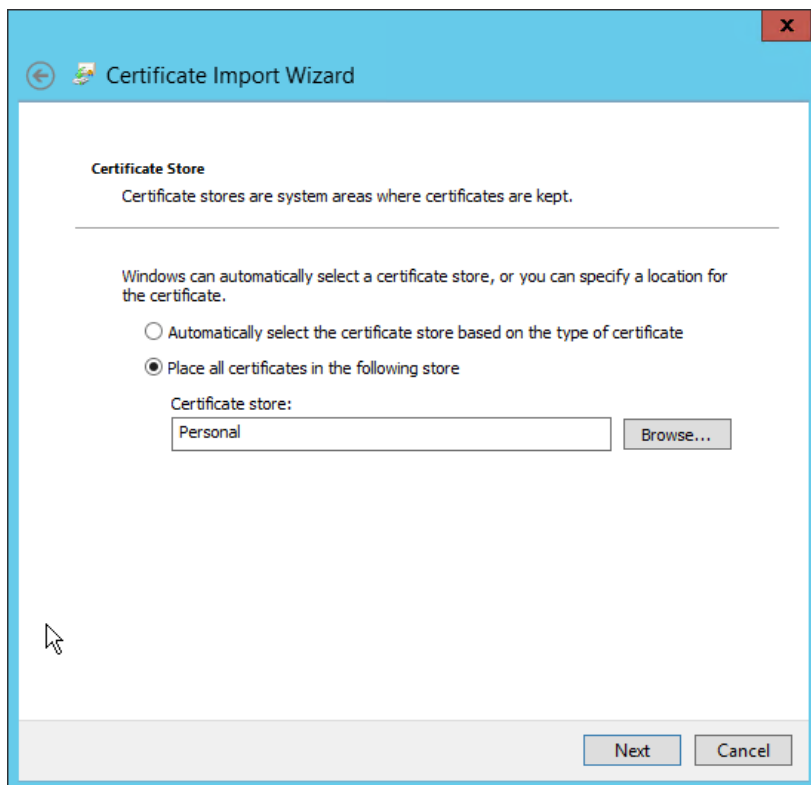 x
Certificate Import Wizard
Certificate Store
Certificate stores are system areas where certificates are kept.
Windows can automatically select a certificate store, or you can specify a location for
the certificate.
Automatically select the certificate store based on the type of certificate
Place all certificates in the following store
Certificate store:
Personal
Browse...
Next
Cancel